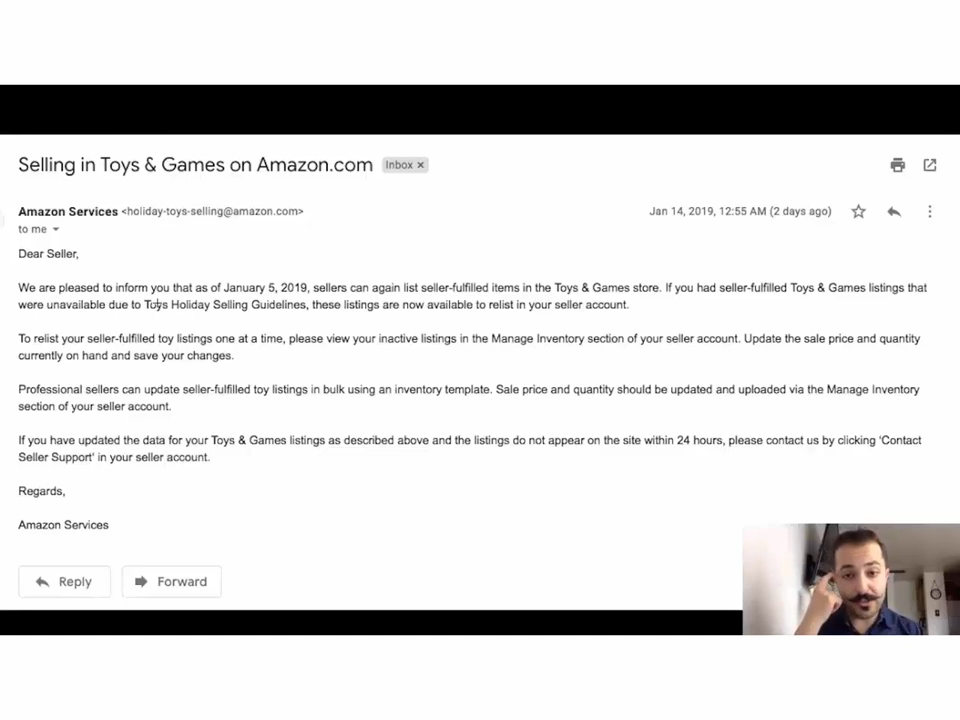 Selling in Toys & Games on Amazon.com Inbox ×
Amazon Services <holiday-toys-selling@amazon.com> Jan 14, 2019, 12:55 AM (2 days ago)
to me
Dear Seller,
We are pleased to inform you that as of January 5, 2019, sellers can again list seller-fulfilled items in the Toys & Games store. If you had seller-fulfilled Toys & Games listings that
were unavailable due to Toys Holiday Selling Guidelines, these listings are now available to relist in your seller account.
To relist your seller-fulfilled toy listings one at a time, please view your inactive listings in the Manage Inventory section of your seller account. Update the sale price and quantity
currently on hand and save your changes.
Professional sellers can update seller-fulfilled toy listings in bulk using an inventory template. Sale price and quantity should be updated and uploaded via the Manage Inventory
section of your seller account.
If you have updated the data for your Toys & Games listings as described above and the listings do not appear on the site within 24 hours, please contact us by clicking 'Contact
Seller Support' in your seller account.
Regards,
Amazon Services
Reply Forward